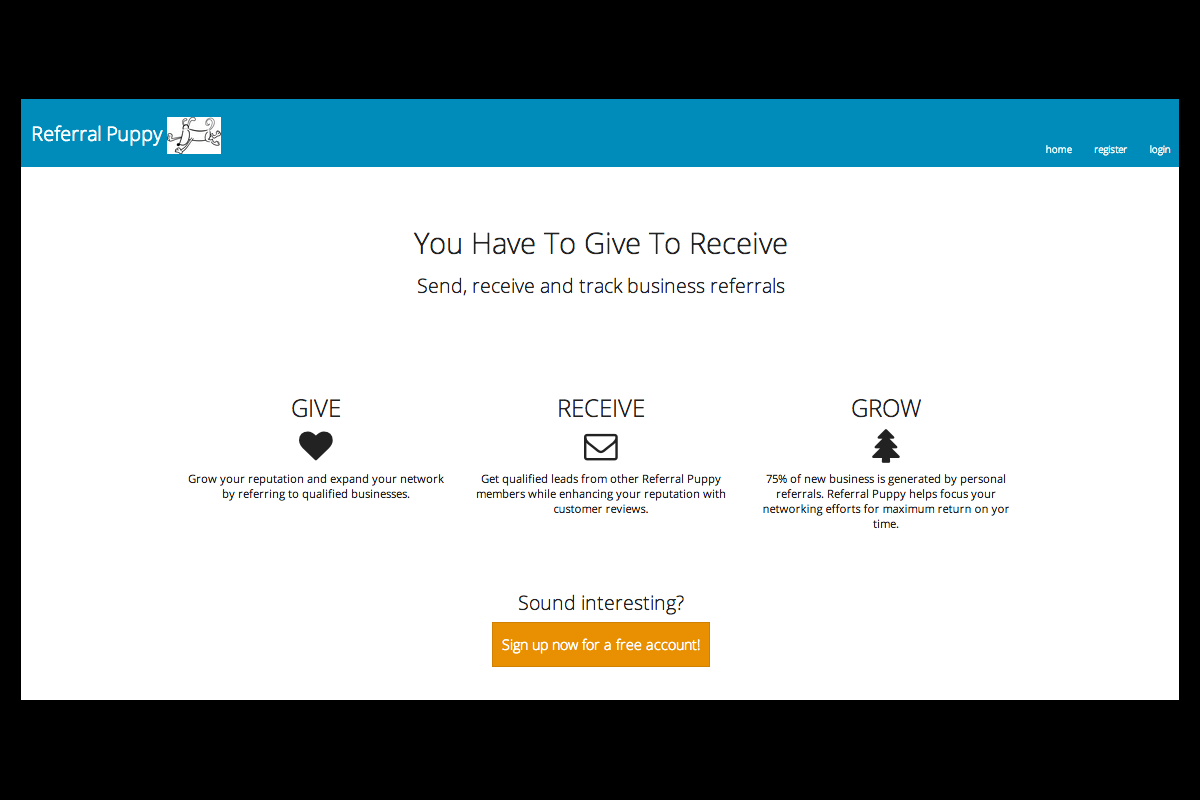 Referral Puppy
home register login
You Have To Give To Receive
Send, receive and track business referrals
GIVE
Grow your reputation and expand your network
by referring to qualified businesses.
RECEIVE
Get qualified leads from other Referral Puppy
members while enhancing your reputation with
customer reviews.
GROW
75% of new business is generated by personal
referrals. Referral Puppy helps focus your
networking efforts for maximum return on yor
time.
Sound interesting?
Sign up now for a free account!